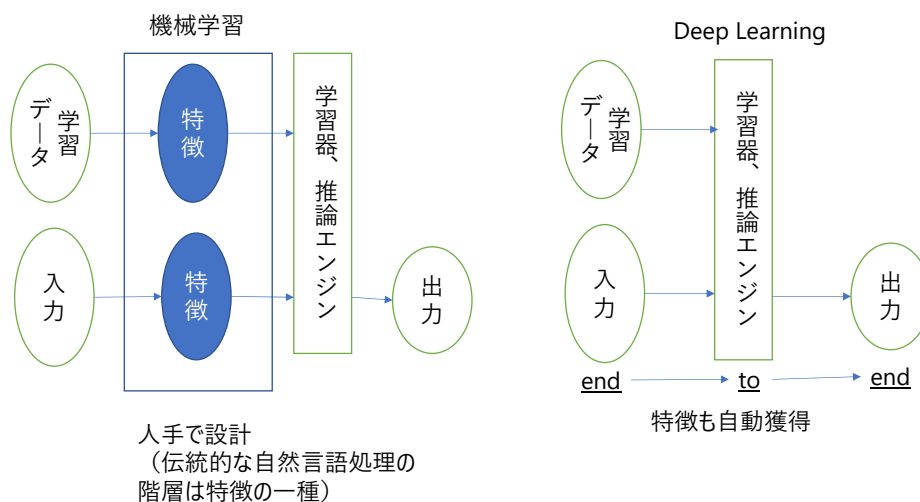 機械学習
学習
データ
特徴
学習器、推論エンジン
入力
特徴
出力
人手で設計
（伝統的な自然言語処理の
階層は特徴の一種）
Deep Learning
学習
データ
学習器、推論エンジン
入力
出力
end to end
特徴も自動獲得